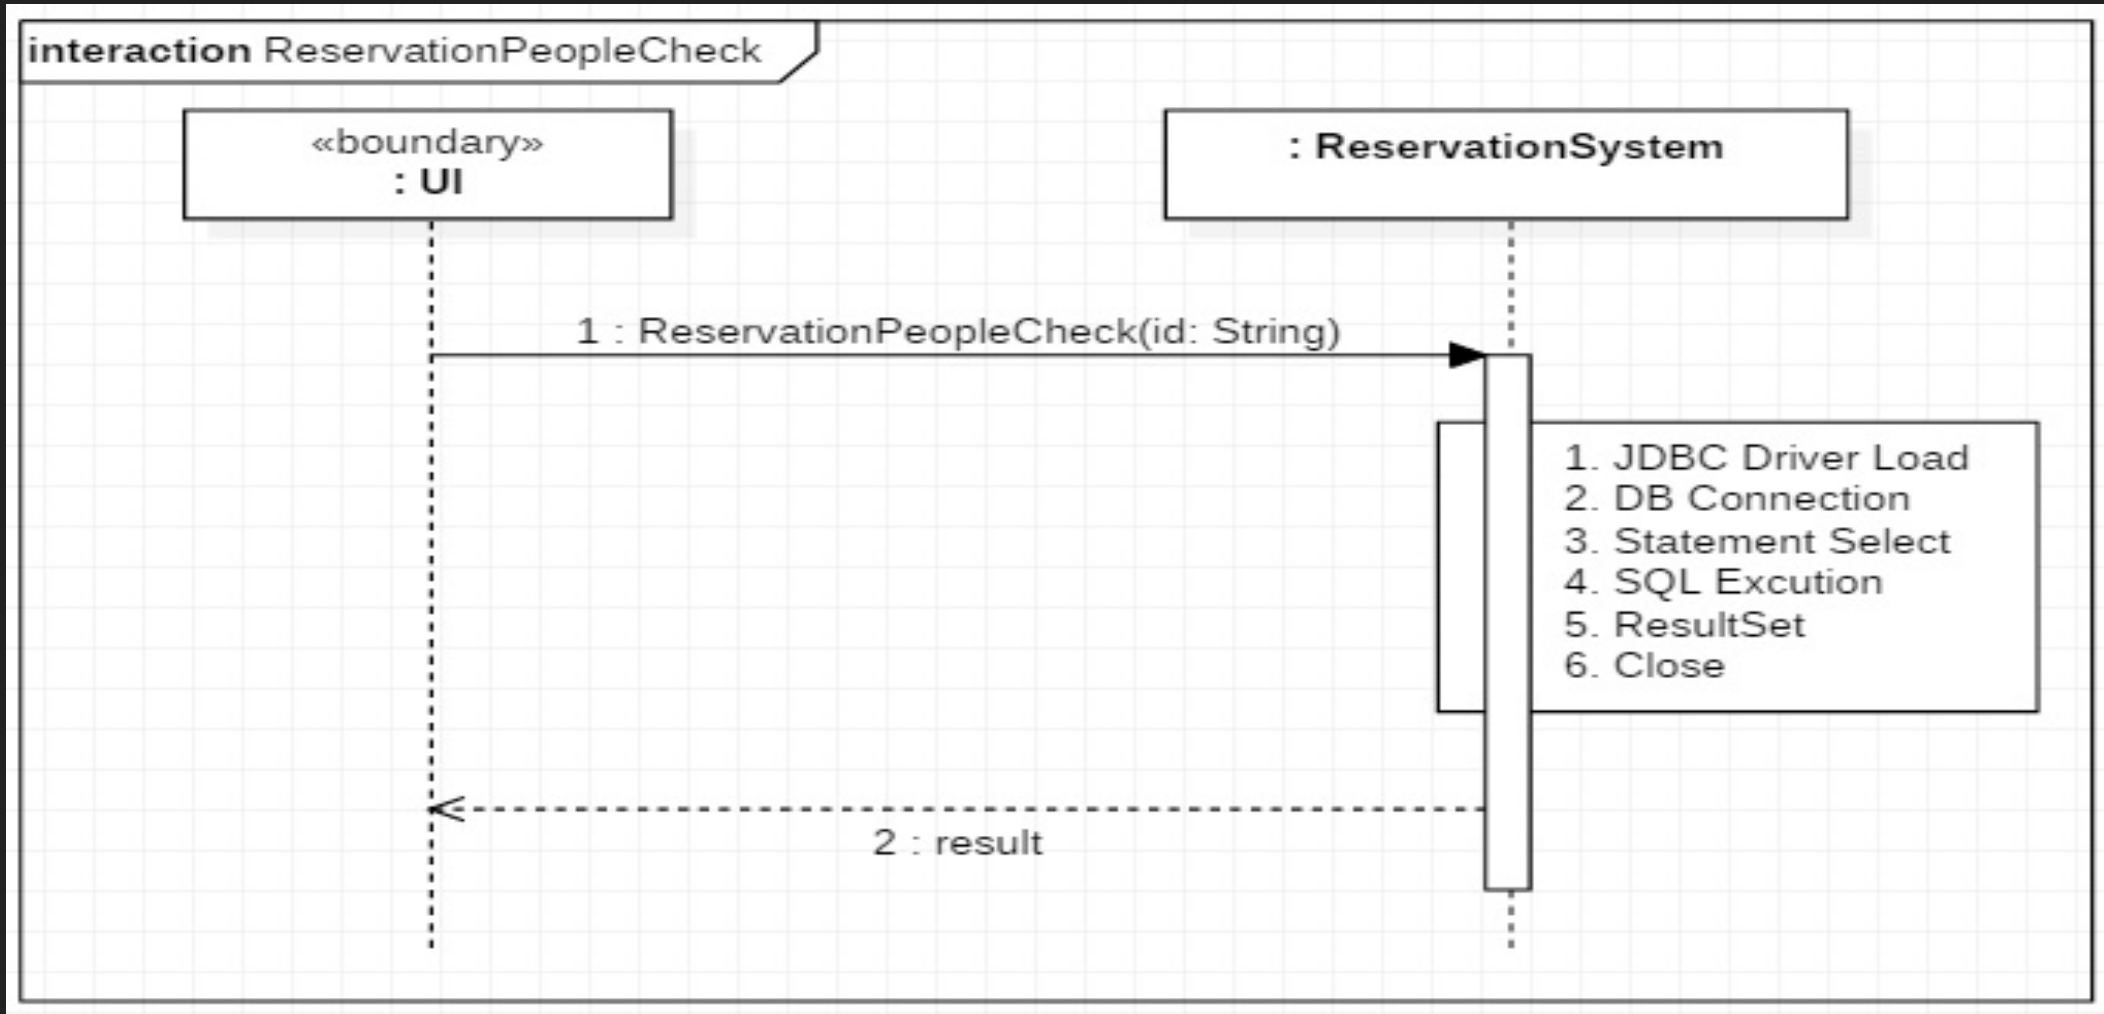 interaction ReservationPeopleCheck
«boundary»
: UI
: ReservationSystem
1 : ReservationPeopleCheck(id: String)
1. JDBC Driver Load
2. DB Connection
3. Statement Select
4. SQL Excution
5. ResultSet
6. Close
2 : result